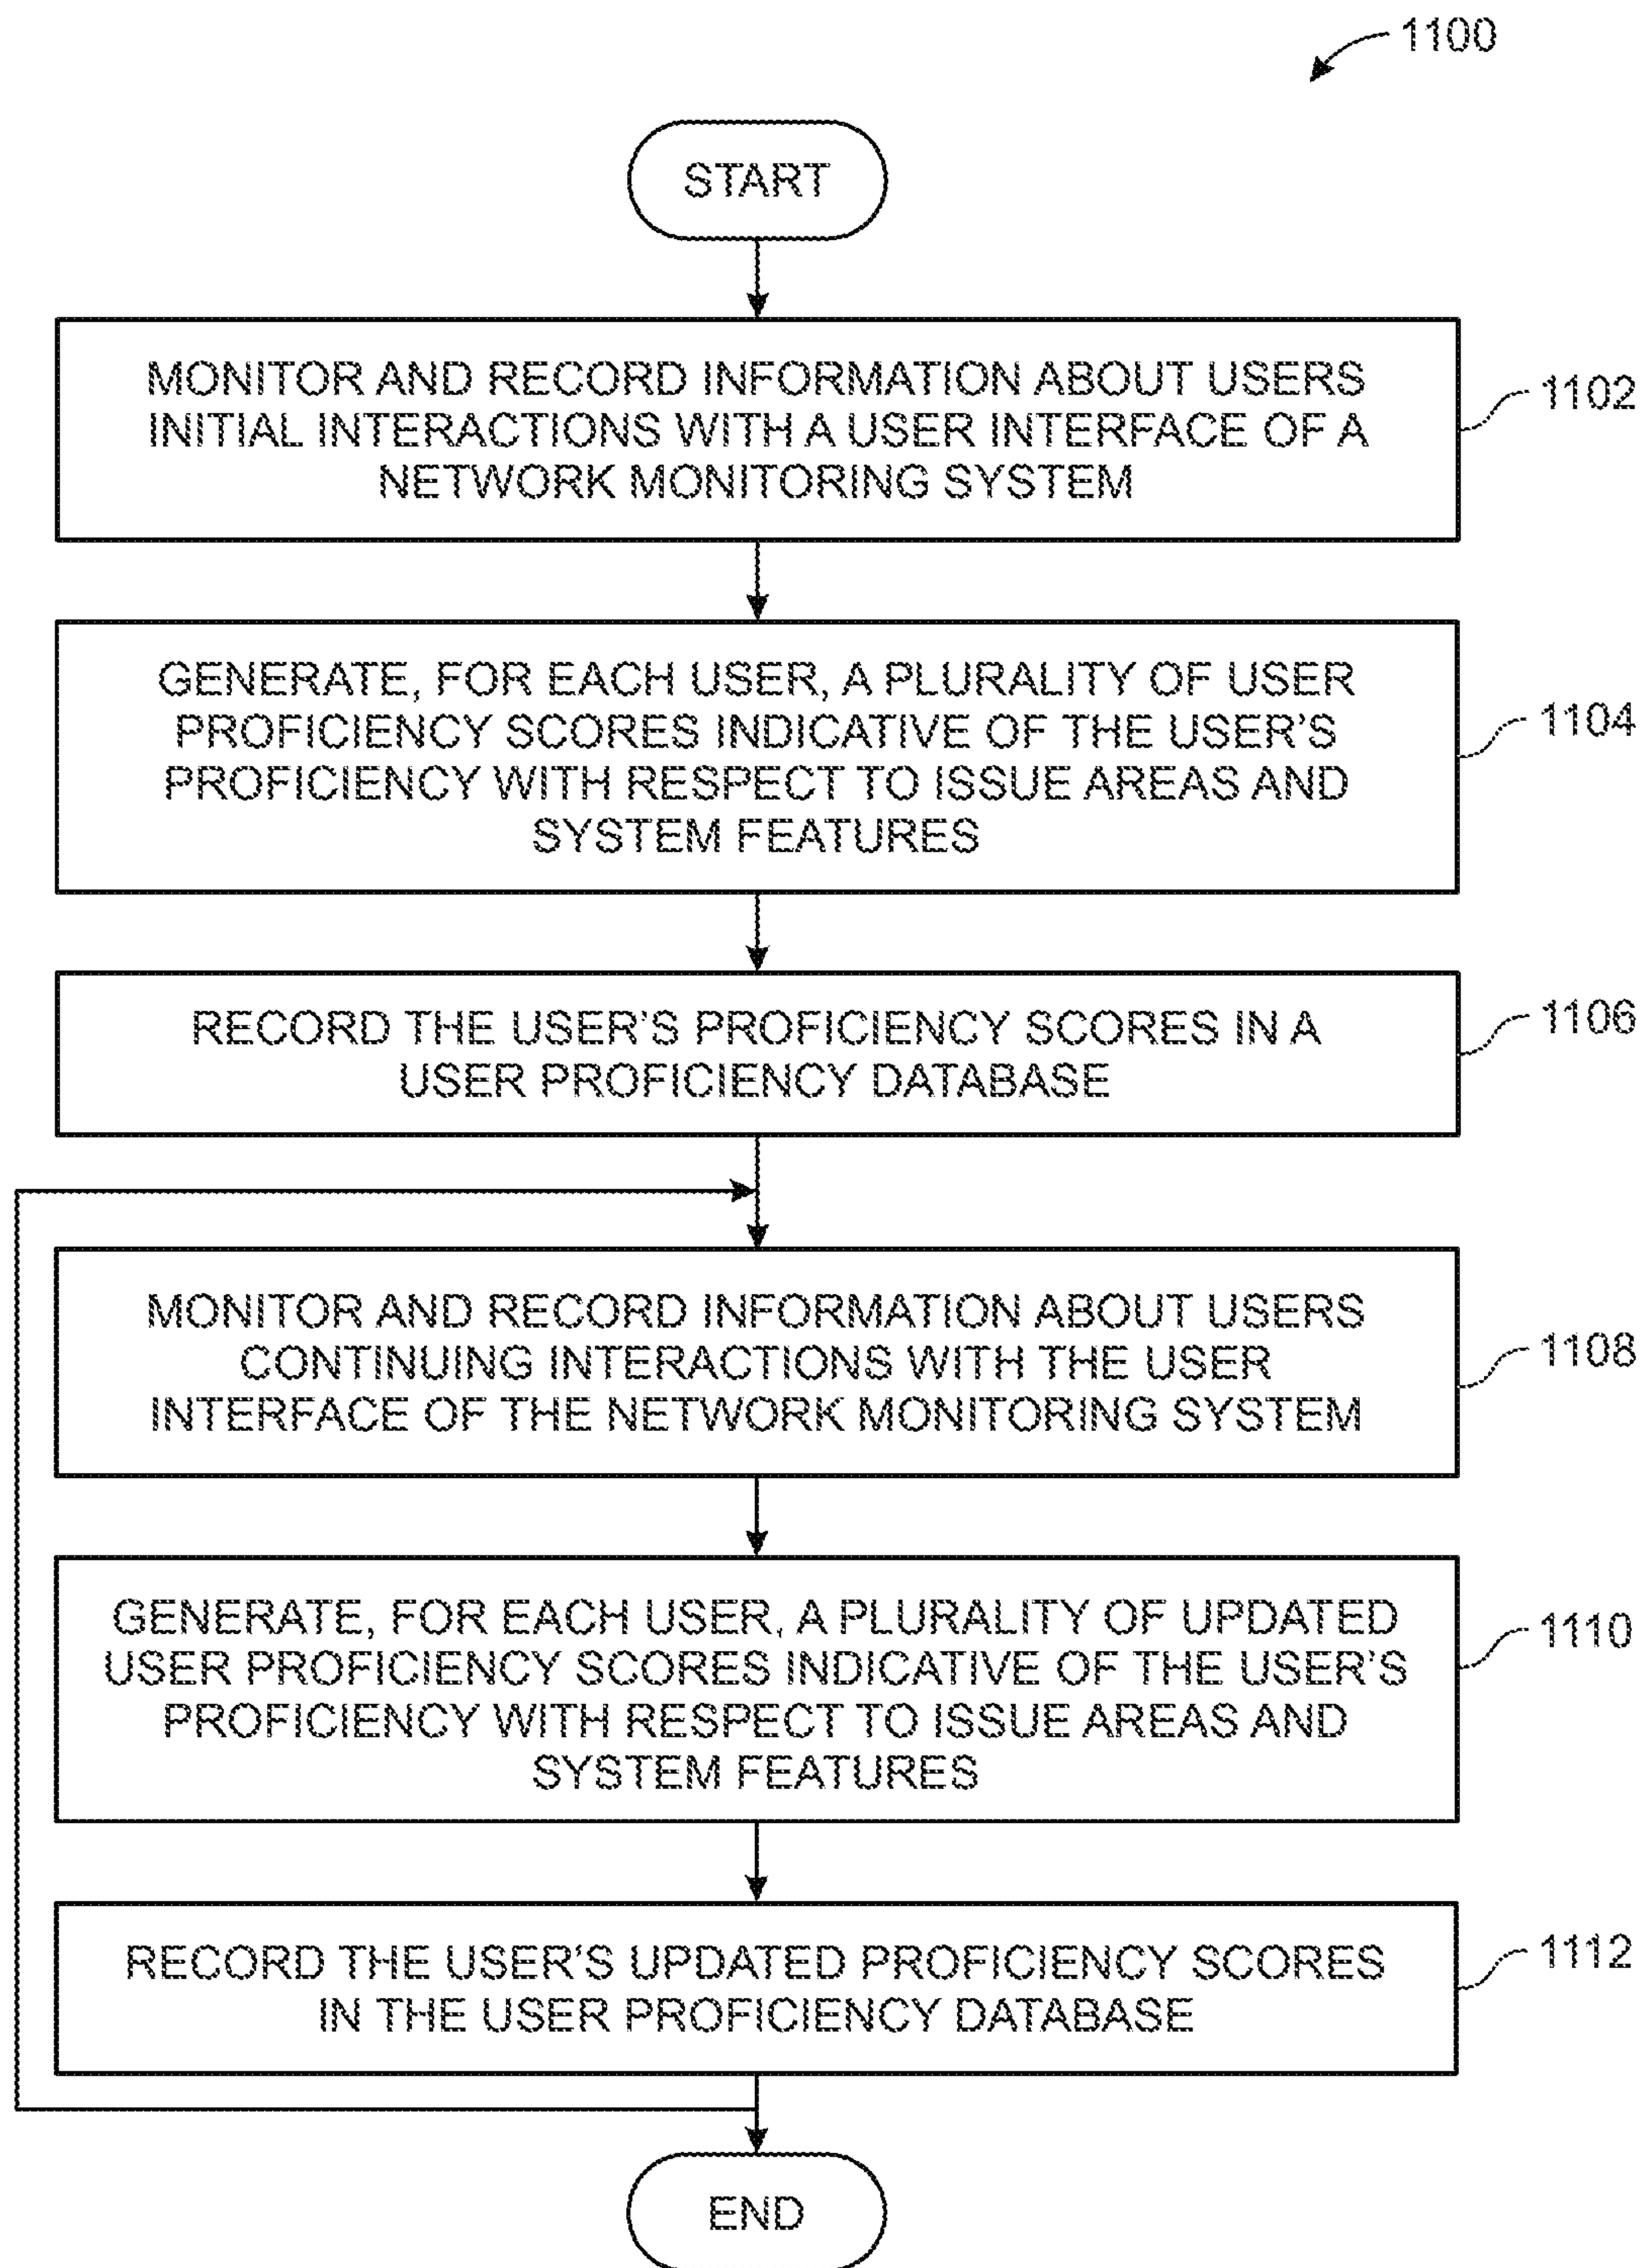 1100
START
MONITOR AND RECORD INFORMATION ABOUT USERS
INITIAL INTERACTIONS WITH A USER INTERFACE OF A
NETWORK MONITORING SYSTEM
1102
GENERATE, FOR EACH USER, A PLURALITY OF USER
PROFICIENCY SCORES INDICATIVE OF THE USER'S
PROFICIENCY WITH RESPECT TO ISSUE AREAS AND
SYSTEM FEATURES
1104
RECORD THE USER'S PROFICIENCY SCORES IN A
USER PROFICIENCY DATABASE
1106
MONITOR AND RECORD INFORMATION ABOUT USERS
CONTINUING INTERACTIONS WITH THE USER
INTERFACE OF THE NETWORK MONITORING SYSTEM
1108
GENERATE, FOR EACH USER, A PLURALITY OF UPDATED
USER PROFICIENCY SCORES INDICATIVE OF THE USER'S
PROFICIENCY WITH RESPECT TO ISSUE AREAS AND
SYSTEM FEATURES
1110
RECORD THE USER'S UPDATED PROFICIENCY SCORES
IN THE USER PROFICIENCY DATABASE
1112
END